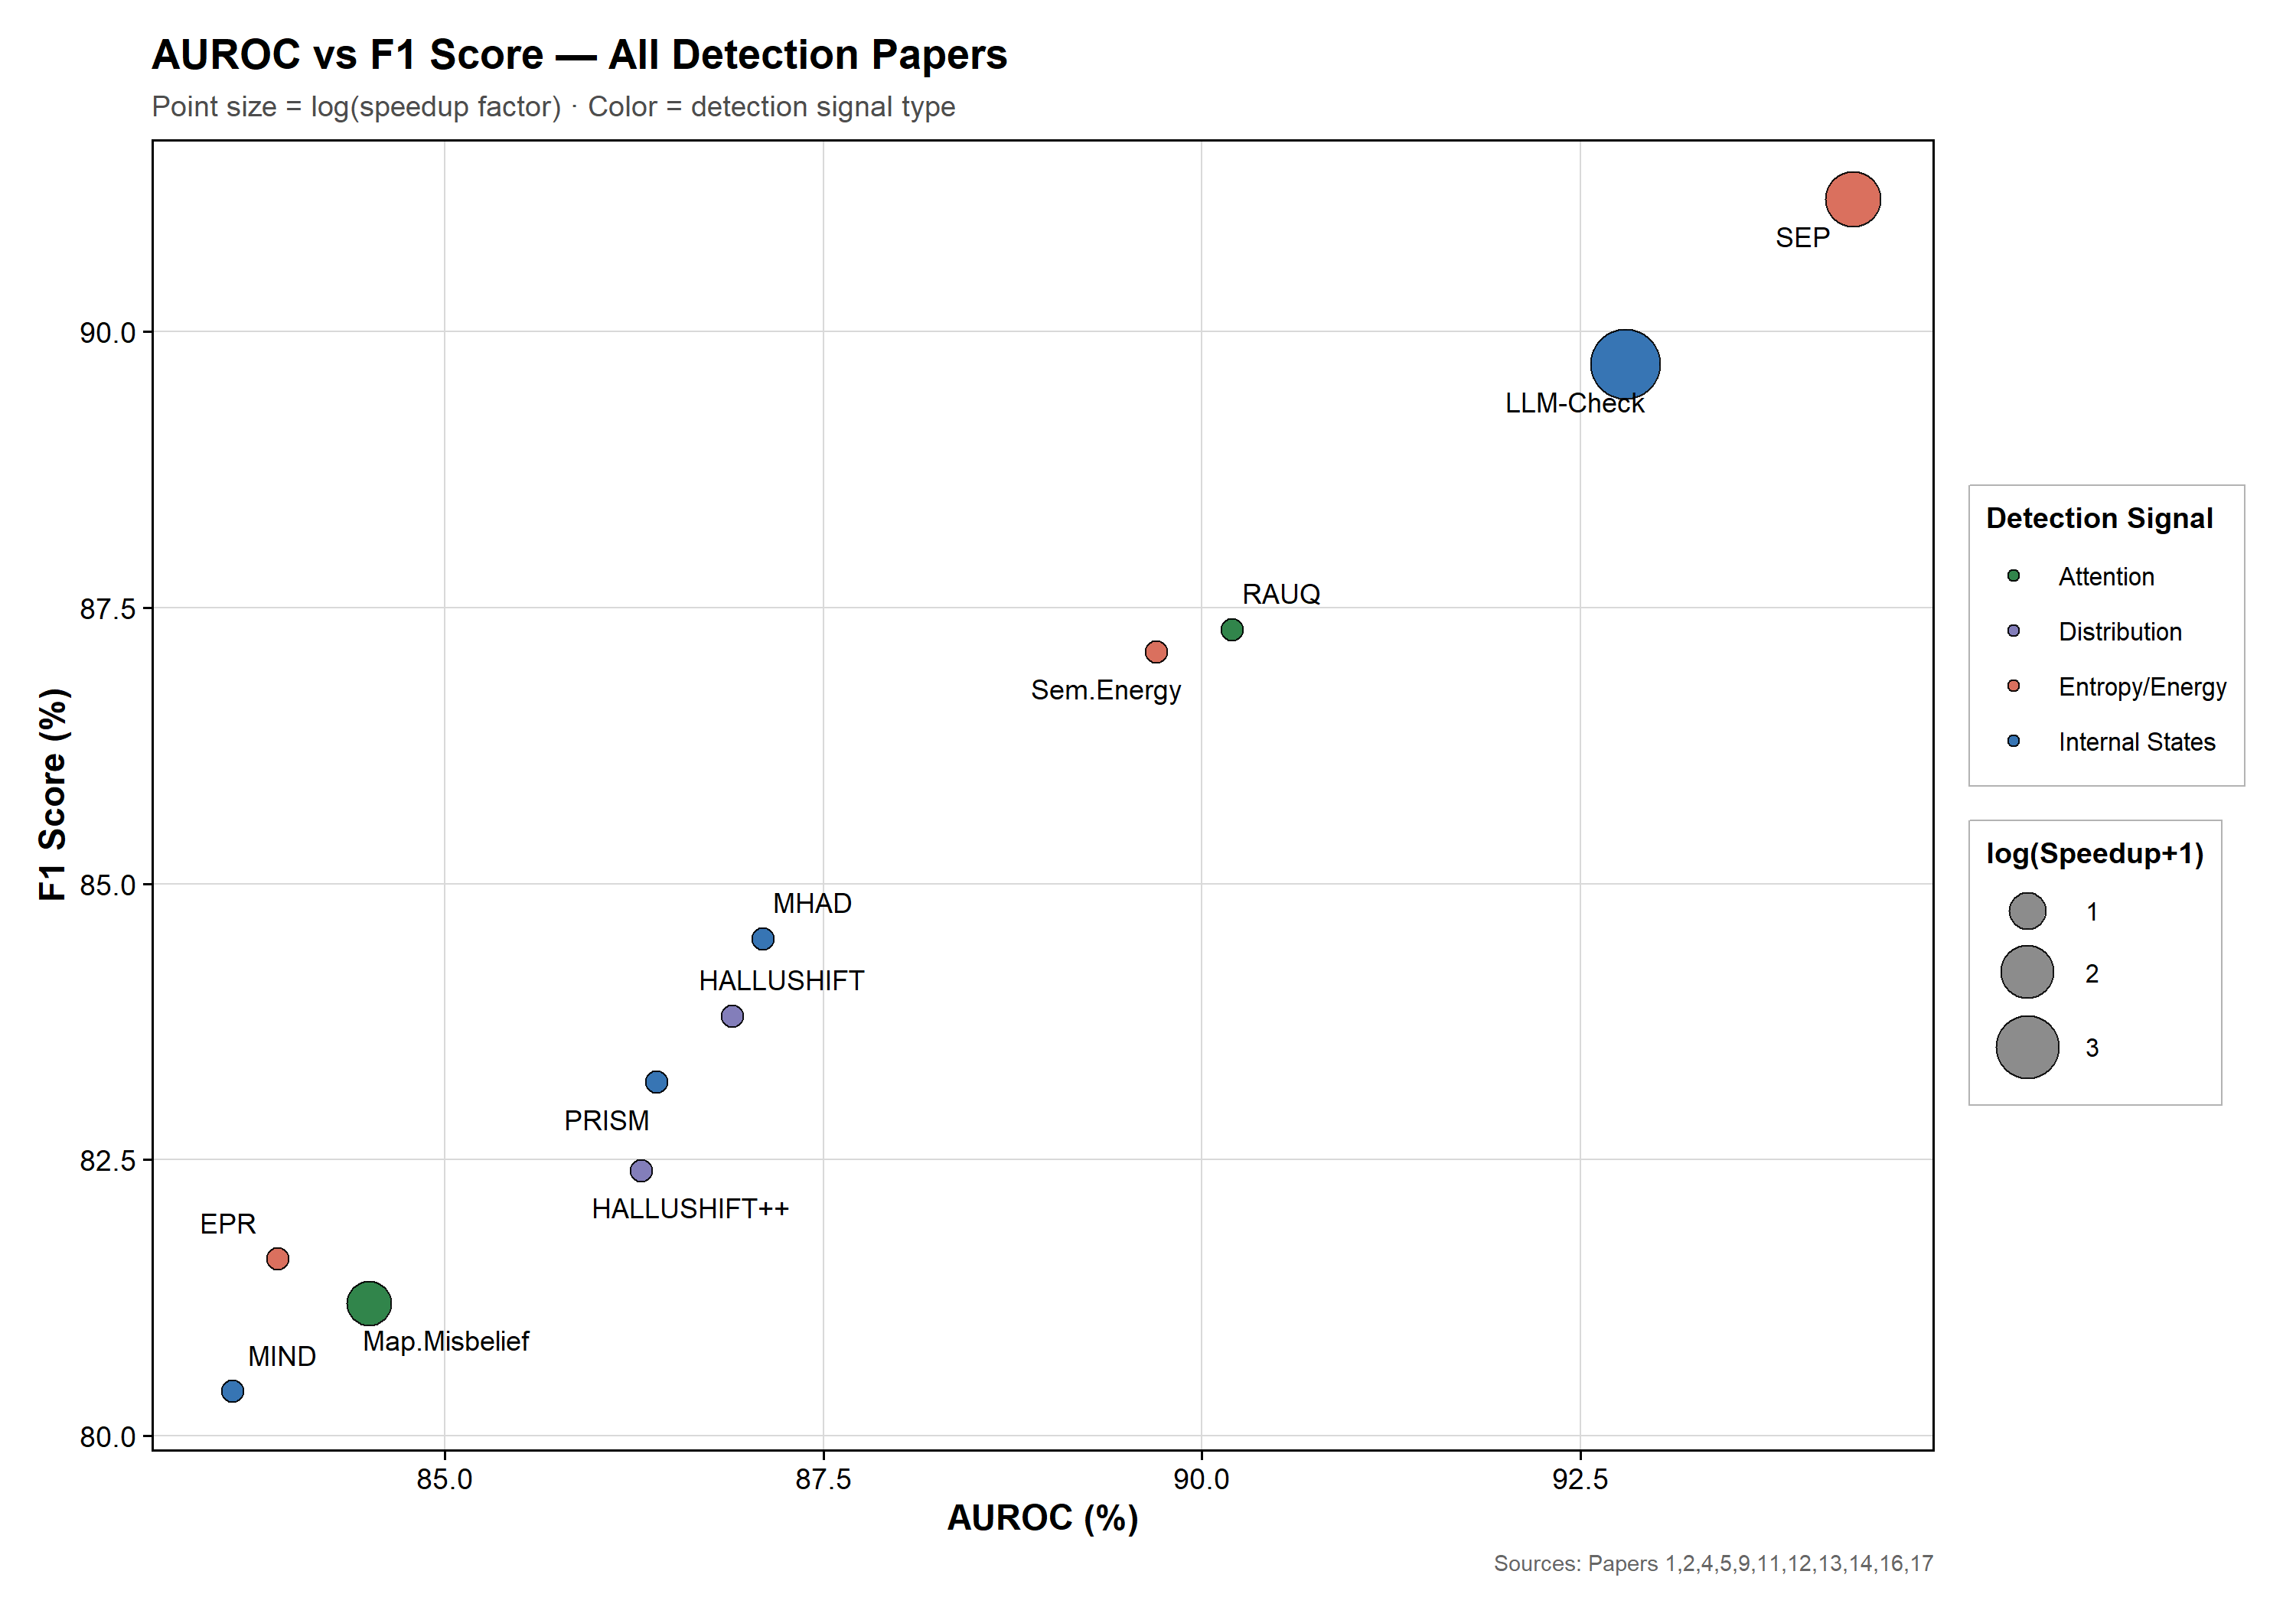 AUROC vs F1 Score — All Detection Papers
Point size = log(speedup factor) · Color = detection signal type
SEP
90.0
LLM-Check
Detection Signal
Attention
Distribution
Entropy/Energy
Internal States
RAUQ
87.5
Sem.Energy
F1 Score (%)
log(Speedup+1)
1
2
3
85.0
MHAD
HALLUSHIFT
PRISM
82.5
HALLUSHIFT++
EPR
Map.Misbelief
MIND
80.0
85.0
87.5
90.0
92.5
AUROC (%)
Sources: Papers 1,2,4,5,9,11,12,13,14,16,17